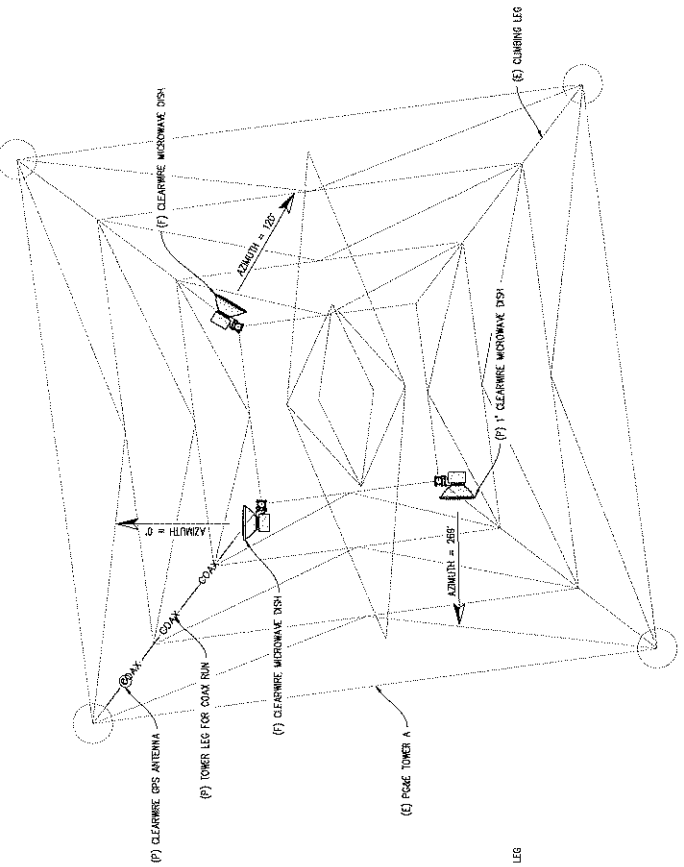 (F) CLEARWIRE MICROWAVE DISH
(E) CLIMBING LEG
AZIMUTH = 120°
(P) 1' CLEARWIRE MICROWAVE DISH
AZIMUTH = 0°
COAX
COAX
COAX
AZIMUTH = 269°
(F) CLEARWIRE MICROWAVE DISH
(P) TOWER LEG FOR COAX RUN
(P) CLEARWIRE GPS ANTENNA
(E) PG&E TOWER A
LEG